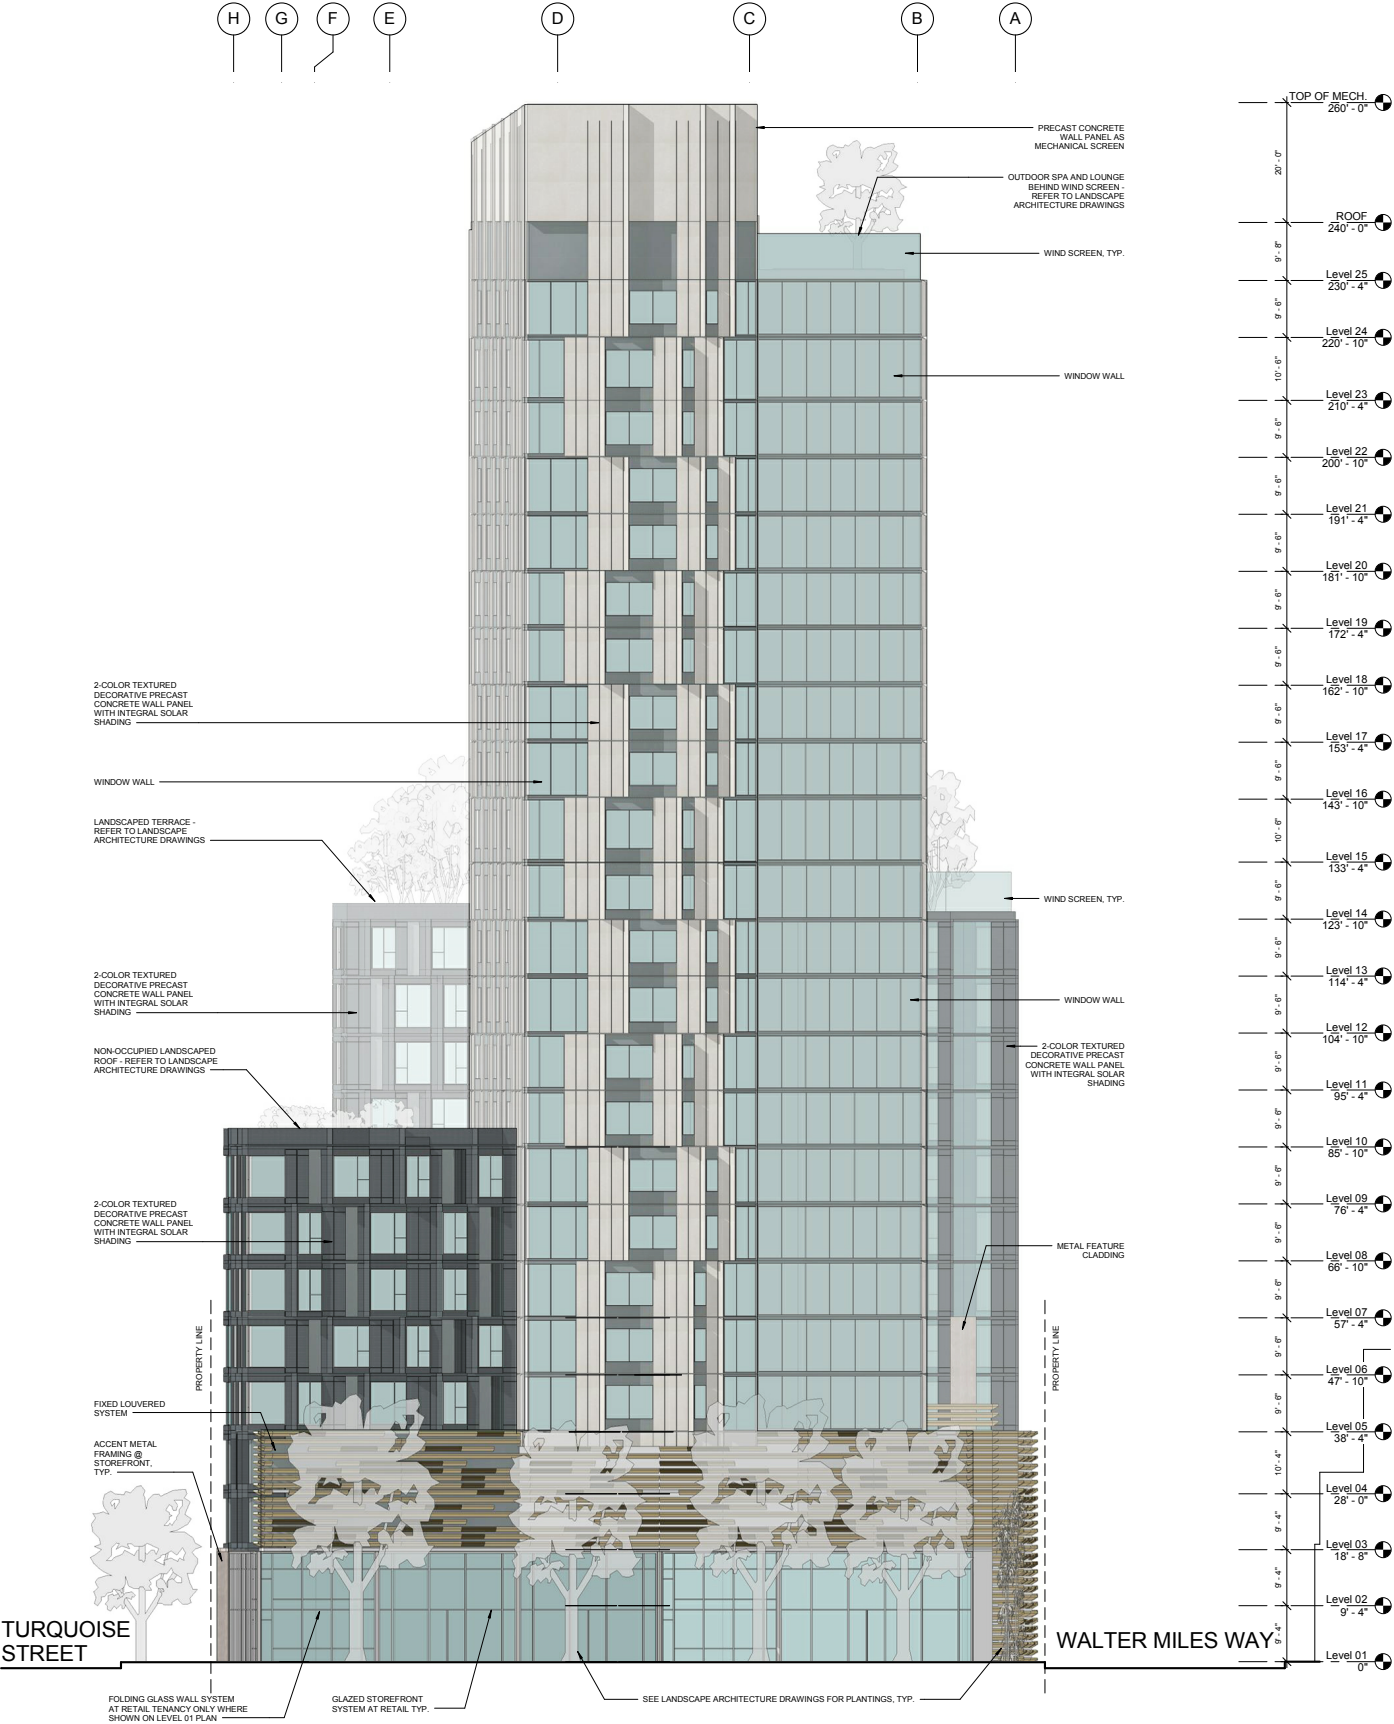 H G F E D C B A
TOP OF MECH.
260' - 0"
20' - 0"
ROOF
240' - 0"
9' - 8"
Level 25
230' - 4"
9' - 6"
Level 24
220' - 10"
10' - 6"
Level 23
210' - 4"
9' - 6"
Level 22
200' - 10"
9' - 6"
Level 21
191' - 4"
9' - 6"
Level 20
181' - 10"
9' - 6"
Level 19
172' - 4"
9' - 6"
Level 18
162' - 10"
9' - 6"
Level 17
153' - 4"
9' - 6"
Level 16
143' - 10"
10' - 6"
Level 15
133' - 4"
9' - 6"
Level 14
123' - 10"
9' - 6"
Level 13
114' - 4"
9' - 6"
Level 12
104' - 10"
9' - 6"
Level 11
95' - 4"
9' - 6"
Level 10
85' - 10"
9' - 6"
Level 09
76' - 4"
9' - 6"
Level 08
66' - 10"
9' - 6"
Level 07
57' - 4"
9' - 6"
Level 06
47' - 10"
9' - 6"
Level 05
38' - 4"
10' - 4"
Level 04
28' - 0"
9' - 4"
Level 03
18' - 8"
9' - 4"
Level 02
9' - 4"
9' - 4"
Level 01
0"
PRECAST CONCRETE
WALL PANEL AS
MECHANICAL SCREEN
OUTDOOR SPA AND LOUNGE
BEHIND WIND SCREEN -
REFER TO LANDSCAPE
ARCHITECTURE DRAWINGS
WIND SCREEN, TYP.
WINDOW WALL
WIND SCREEN, TYP.
WINDOW WALL
2-COLOR TEXTURED
DECORATIVE PRECAST
CONCRETE WALL PANEL
WITH INTEGRAL SOLAR
SHADING
METAL FEATURE
CLADDING
PROPERTY LINE
2-COLOR TEXTURED
DECORATIVE PRECAST
CONCRETE WALL PANEL
WITH INTEGRAL SOLAR
SHADING
WINDOW WALL
LANDSCAPED TERRACE -
REFER TO LANDSCAPE
ARCHITECTURE DRAWINGS
2-COLOR TEXTURED
DECORATIVE PRECAST
CONCRETE WALL PANEL
WITH INTEGRAL SOLAR
SHADING
NON-OCCUPIED LANDSCAPED
ROOF - REFER TO LANDSCAPE
ARCHITECTURE DRAWINGS
2-COLOR TEXTURED
DECORATIVE PRECAST
CONCRETE WALL PANEL
WITH INTEGRAL SOLAR
SHADING
PROPERTY LINE
FIXED LOUVERED
SYSTEM
ACCENT METAL
FRAMING @
STOREFRONT,
TYP.
TURQUOISE
STREET
WALTER MILES WAY
FOLDING GLASS WALL SYSTEM
AT RETAIL TENANCY ONLY WHERE
SHOWN ON LEVEL 01 PLAN
GLAZED STOREFRONT
SYSTEM AT RETAIL TYP.
SEE LANDSCAPE ARCHITECTURE DRAWINGS FOR PLANTINGS, TYP.